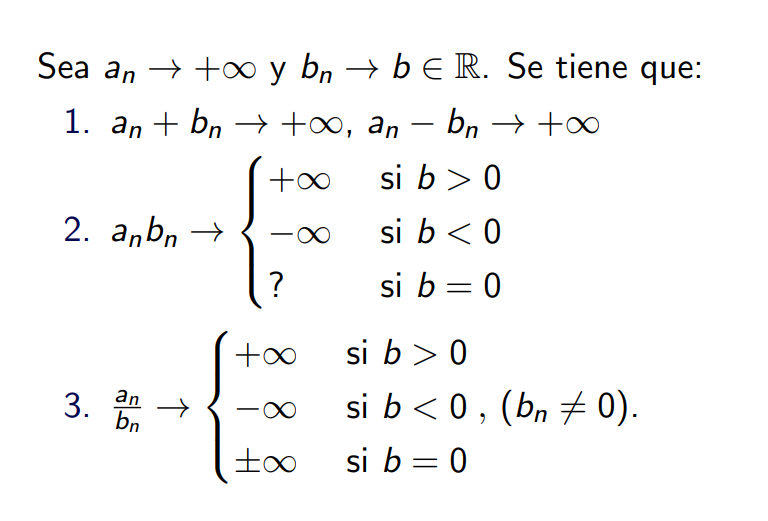 Sea aₙ → +∞ y bₙ → b ∈ ℝ. Se tiene que:
1. aₙ + bₙ → +∞, aₙ − bₙ → +∞
2. aₙbₙ → { +∞ si b > 0
−∞ si b < 0
? si b = 0
3. aₙ/bₙ → { +∞ si b > 0
−∞ si b < 0 , (bₙ ≠ 0).
±∞ si b = 0